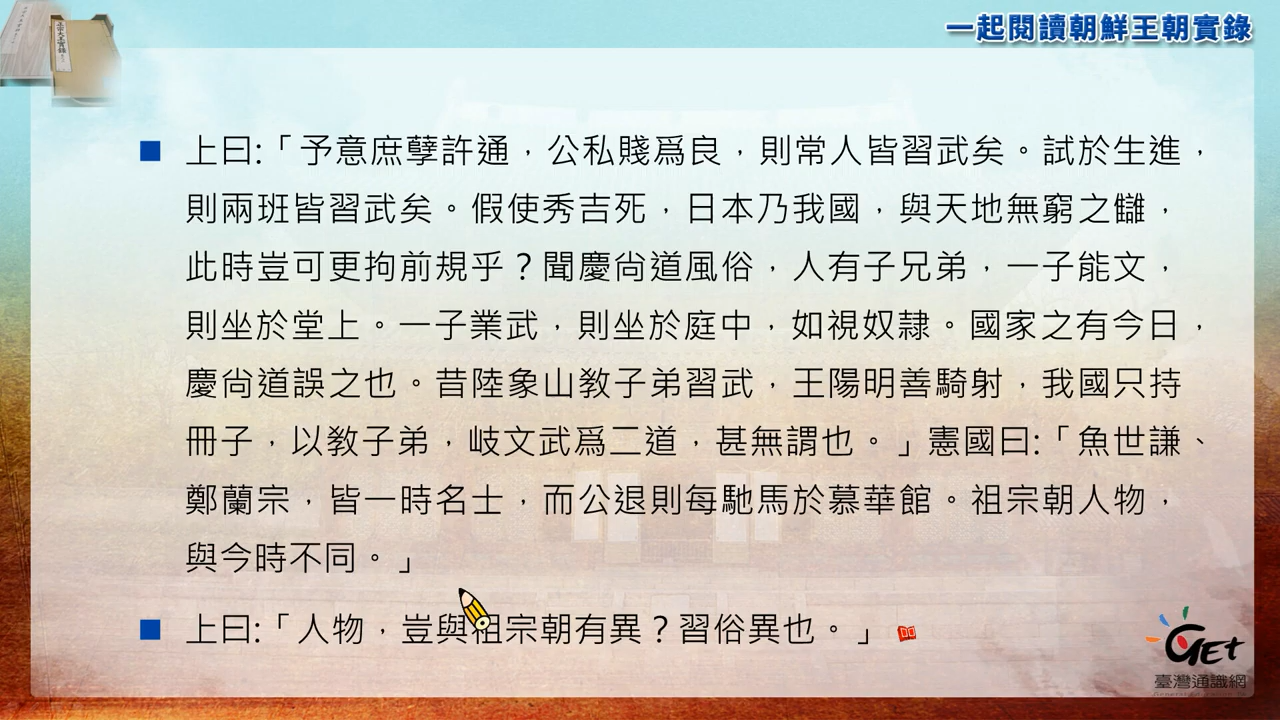 一起閱讀朝鮮王朝實錄
上曰:「予意庶孽許通，公私賤爲良，則常人皆習武矣。試於生進，
則兩班皆習武矣。假使秀吉死，日本乃我國，與天地無窮之讎，
此時豈可更拘前規乎？聞慶尙道風俗，人有子兄弟，一子能文，
則坐於堂上。一子業武，則坐於庭中，如視奴隷。國家之有今日，
慶尙道誤之也。昔陸象山敎子弟習武，王陽明善騎射，我國只持
冊子，以敎子弟，岐文武爲二道，甚無謂也。」憲國曰:「魚世謙、
鄭蘭宗，皆一時名士，而公退則每馳馬於慕華館。祖宗朝人物，
與今時不同。」
上曰:「人物，豈與祖宗朝有異？習俗異也。」
GEt
臺灣通識網